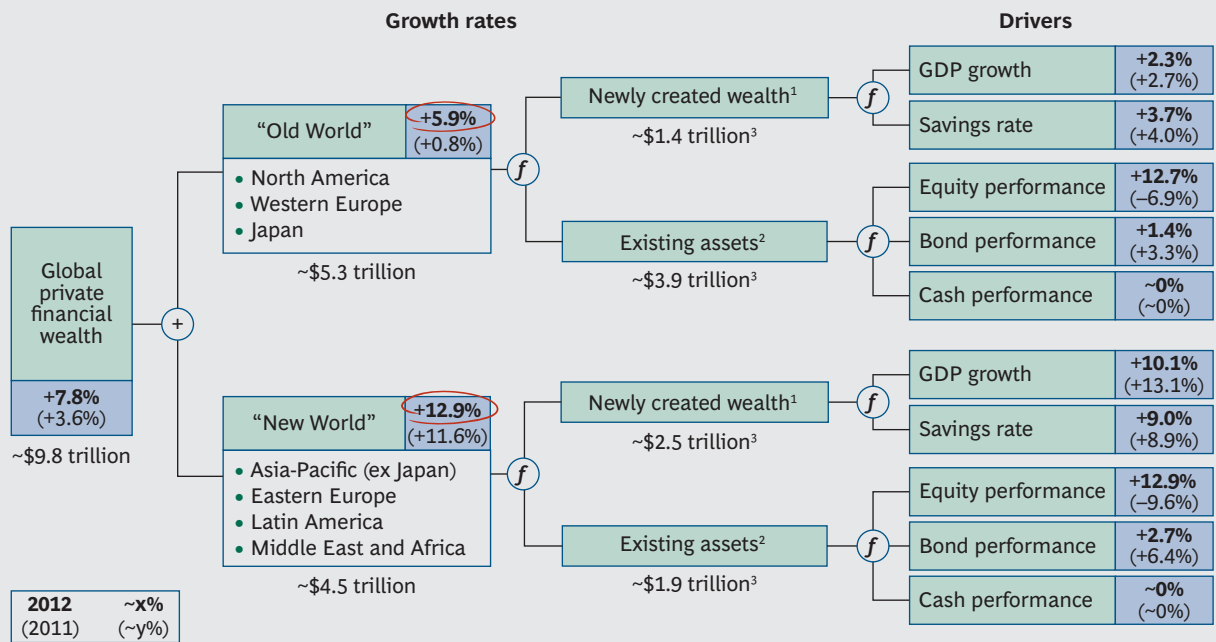 Growth rates
Drivers
Global
private
financial
wealth
+7.8%
(+3.6%)
~$9.8 trillion
+
"Old World"
+5.9%
(+0.8%)
• North America
• Western Europe
• Japan
~$5.3 trillion
f
Newly created wealth¹
~$1.4 trillion³
f
GDP growth
+2.3%
(+2.7%)
Savings rate
+3.7%
(+4.0%)
Existing assets²
~$3.9 trillion³
f
Equity performance
+12.7%
(–6.9%)
Bond performance
+1.4%
(+3.3%)
Cash performance
~0%
(~0%)
"New World"
+12.9%
(+11.6%)
• Asia-Pacific (ex Japan)
• Eastern Europe
• Latin America
• Middle East and Africa
~$4.5 trillion
f
Newly created wealth¹
~$2.5 trillion³
f
GDP growth
+10.1%
(+13.1%)
Savings rate
+9.0%
(+8.9%)
Existing assets²
~$1.9 trillion³
f
Equity performance
+12.9%
(–9.6%)
Bond performance
+2.7%
(+6.4%)
Cash performance
~0%
(~0%)
2012 ~x%
(2011) (~y%)